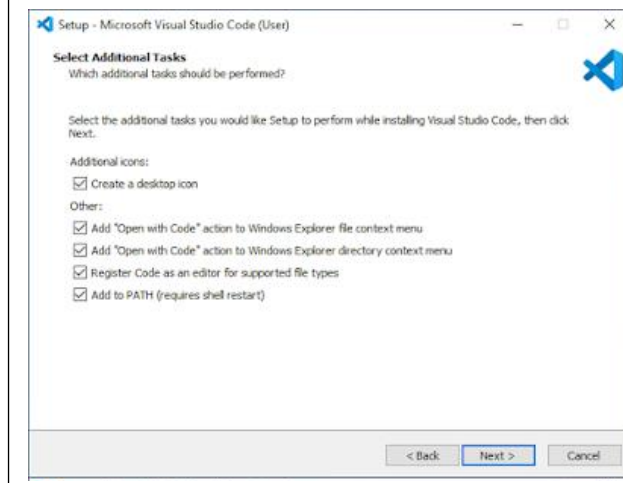 Setup - Microsoft Visual Studio Code (User)
Select Additional Tasks
Which additional tasks should be performed?
Select the additional tasks you would like Setup to perform while installing Visual Studio Code, then click
Next.
Additional icons:
Create a desktop icon
Other:
Add "Open with Code" action to Windows Explorer file context menu
Add "Open with Code" action to Windows Explorer directory context menu
Register Code as an editor for supported file types
Add to PATH (requires shell restart)
< Back Next > Cancel